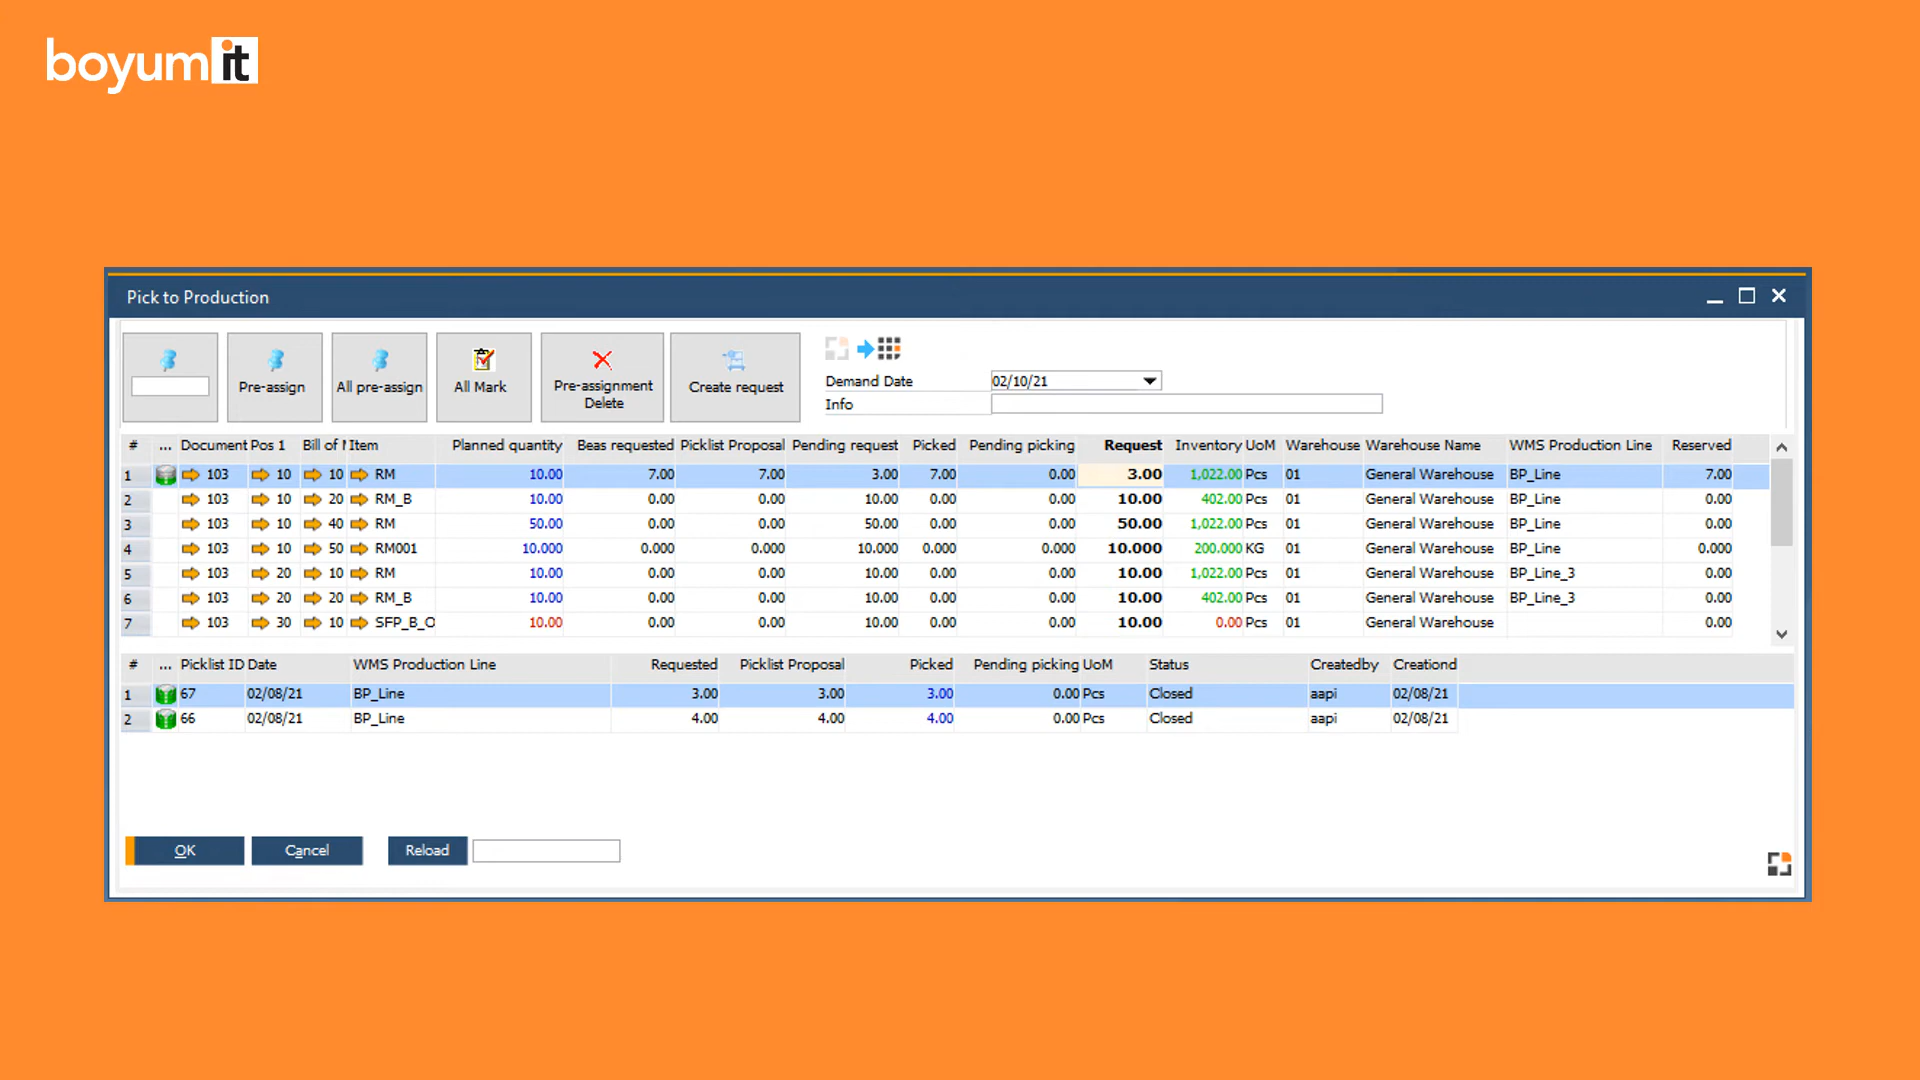 boyumit
Pick to Production
Pre-assign
All pre-assign
All Mark
Pre-assignment
Delete
Create request
Demand Date 02/10/21
Info
# ... Document Pos 1 Bill of Item Planned quantity Beas requested Picklist Proposal Pending request Picked Pending picking Request Inventory UoM Warehouse Warehouse Name WMS Production Line Reserved
1 103 10 10 RM 10.00 7.00 7.00 3.00 7.00 0.00 3.00 1,022.00 Pcs 01 General Warehouse BP_Line 7.00
2 103 10 20 RM_B 10.00 0.00 0.00 10.00 0.00 0.00 10.00 402.00 Pcs 01 General Warehouse BP_Line 0.00
3 103 10 40 RM 50.00 0.00 0.00 50.00 0.00 0.00 50.00 1,022.00 Pcs 01 General Warehouse BP_Line 0.00
4 103 10 50 RM001 10.000 0.000 0.000 10.000 0.000 0.000 10.000 200.000 KG 01 General Warehouse BP_Line 0.000
5 103 20 10 RM 10.00 0.00 0.00 10.00 0.00 0.00 10.00 1,022.00 Pcs 01 General Warehouse BP_Line_3 0.00
6 103 20 20 RM_B 10.00 0.00 0.00 10.00 0.00 0.00 10.00 402.00 Pcs 01 General Warehouse BP_Line_3 0.00
7 103 30 10 SFP_B_O 10.00 0.00 0.00 10.00 0.00 0.00 10.00 0.00 Pcs 01 General Warehouse 0.00
# ... Picklist ID Date WMS Production Line Requested Picklist Proposal Picked Pending picking UoM Status Createdby Creationd
1 67 02/08/21 BP_Line 3.00 3.00 3.00 0.00 Pcs Closed aapi 02/08/21
2 66 02/08/21 BP_Line 4.00 4.00 4.00 0.00 Pcs Closed aapi 02/08/21
OK Cancel Reload